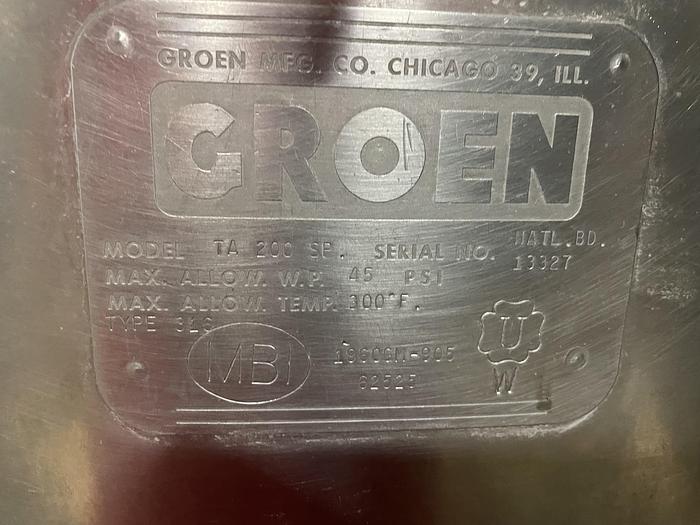 GROEN MFG. CO. CHICAGO 39, ILL.
GROEN
MODEL TA 200 SP. SERIAL NO. NATL.BD. 13327
MAX. ALLOW. W.P. 45 PSI
MAX. ALLOW. TEMP. 300°F.
TYPE 316
MBI
U
W